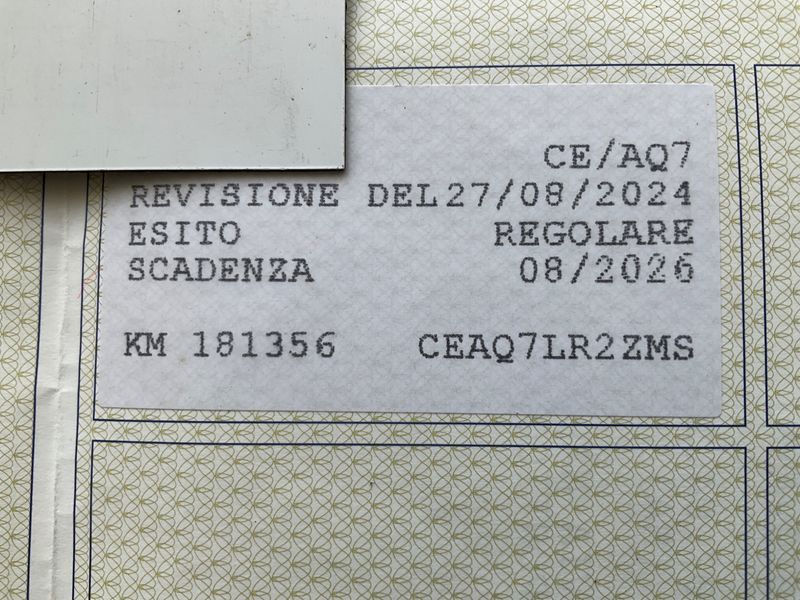 CE/AQ7
REVISIONE DEL27/08/2024
ESITO REGOLARE
SCADENZA 08/2026
KM 181356 CEAQ7LR2ZMS